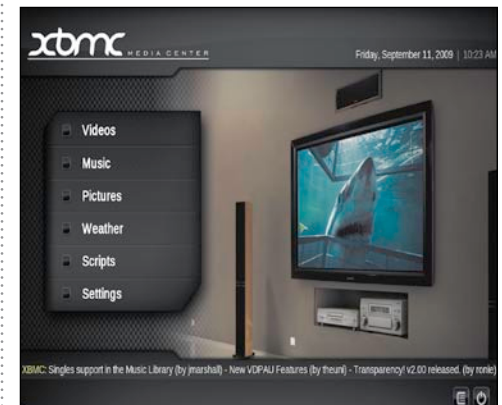 xbmc MEDIA CENTER
Friday, September 11, 2009 | 10:23 AM
Videos
Music
Pictures
Weather
Scripts
Settings
XBMC: Singles support in the Music Library (by jmarshall) - New VDPAU Features (by theuni) - Transparency! v2.00 released. (by ronie)